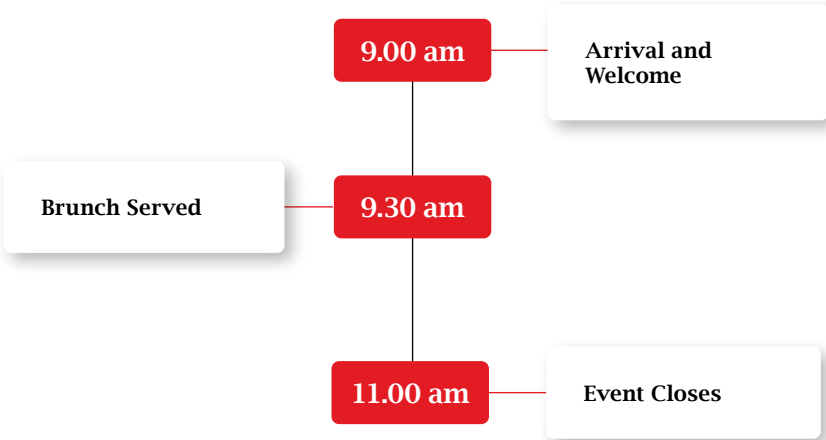 9.00 am
Arrival and
Welcome
Brunch Served
9.30 am
11.00 am
Event Closes